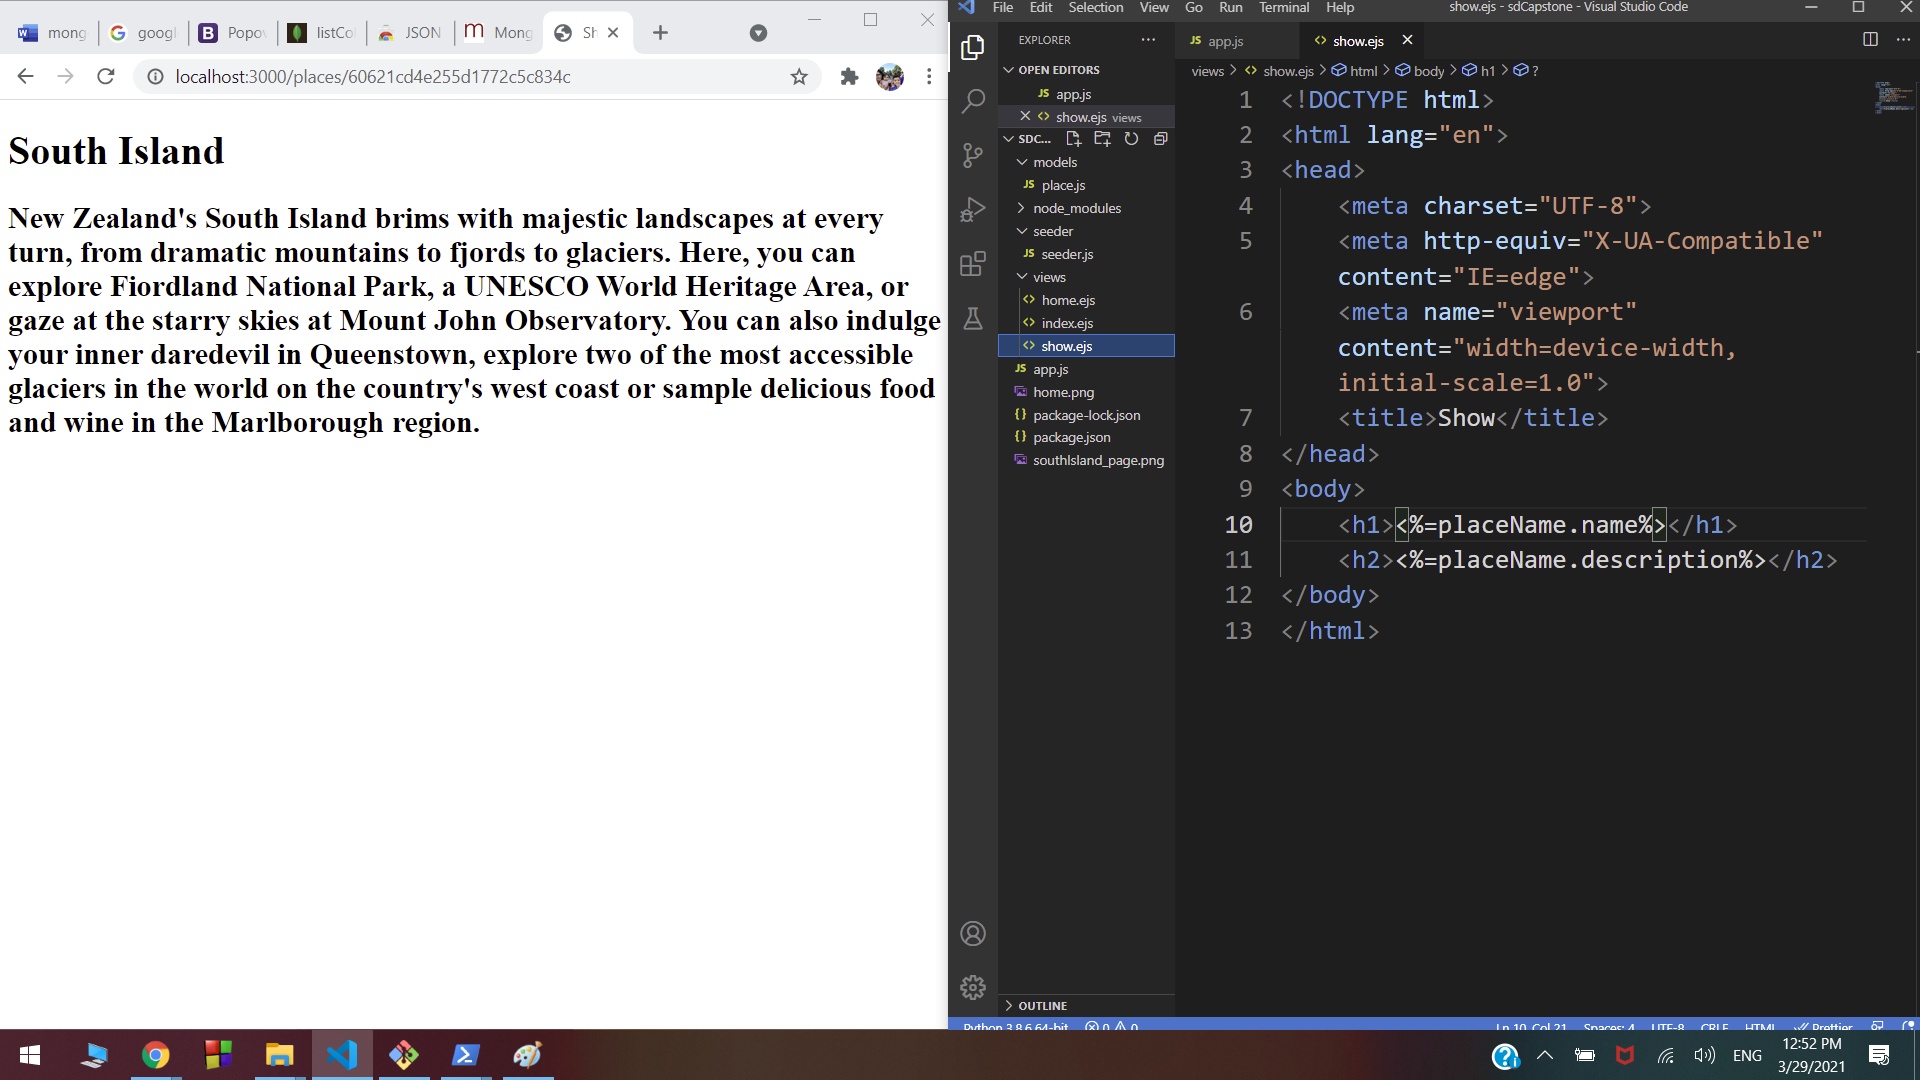 mong
googl
Popov
listCo
JSON
Mong
Sh
localhost:3000/places/60621cd4e255d1772c5c834c
South Island
New Zealand's South Island brims with majestic landscapes at every
turn, from dramatic mountains to fjords to glaciers. Here, you can
explore Fiordland National Park, a UNESCO World Heritage Area, or
gaze at the starry skies at Mount John Observatory. You can also indulge
your inner daredevil in Queenstown, explore two of the most accessible
glaciers in the world on the country's west coast or sample delicious food
and wine in the Marlborough region.
File Edit Selection View Go Run Terminal Help
show.ejs - sdCapstone - Visual Studio Code
EXPLORER
OPEN EDITORS
JS app.js
<> show.ejs views
SDC...
models
JS place.js
node_modules
seeder
JS seeder.js
views
<> home.ejs
<> index.ejs
<> show.ejs
JS app.js
home.png
{} package-lock.json
{} package.json
southIsland_page.png
OUTLINE
JS app.js
<> show.ejs
views > <> show.ejs > html > body > h1 > ?
1 <!DOCTYPE html>
2 <html lang="en">
3 <head>
4 <meta charset="UTF-8">
5 <meta http-equiv="X-UA-Compatible"
content="IE=edge">
6 <meta name="viewport"
content="width=device-width,
initial-scale=1.0">
7 <title>Show</title>
8 </head>
9 <body>
10 <h1><%=placeName.name%></h1>
11 <h2><%=placeName.description%></h2>
12 </body>
13 </html>
Python 3.8.6 64-bit 0 0
Ln 10, Col 21 Spaces: 4 UTF-8 CRLF HTML Prettier
ENG
12:52 PM
3/29/2021